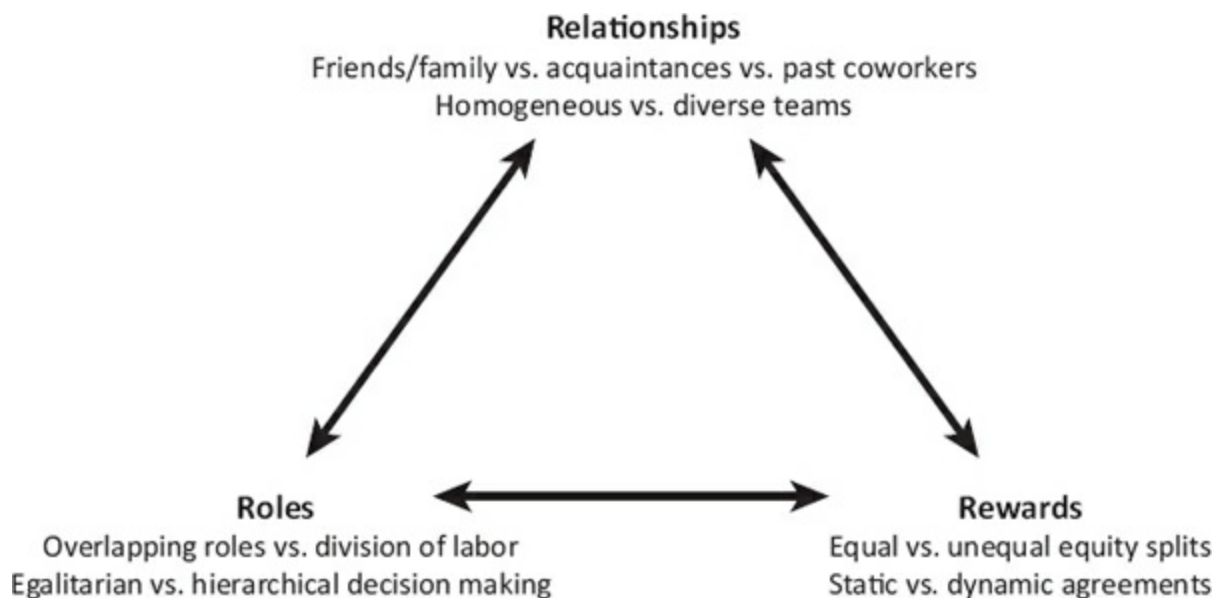 Relationships
Friends/family vs. acquaintances vs. past coworkers
Homogeneous vs. diverse teams
Roles
Overlapping roles vs. division of labor
Egalitarian vs. hierarchical decision making
Rewards
Equal vs. unequal equity splits
Static vs. dynamic agreements